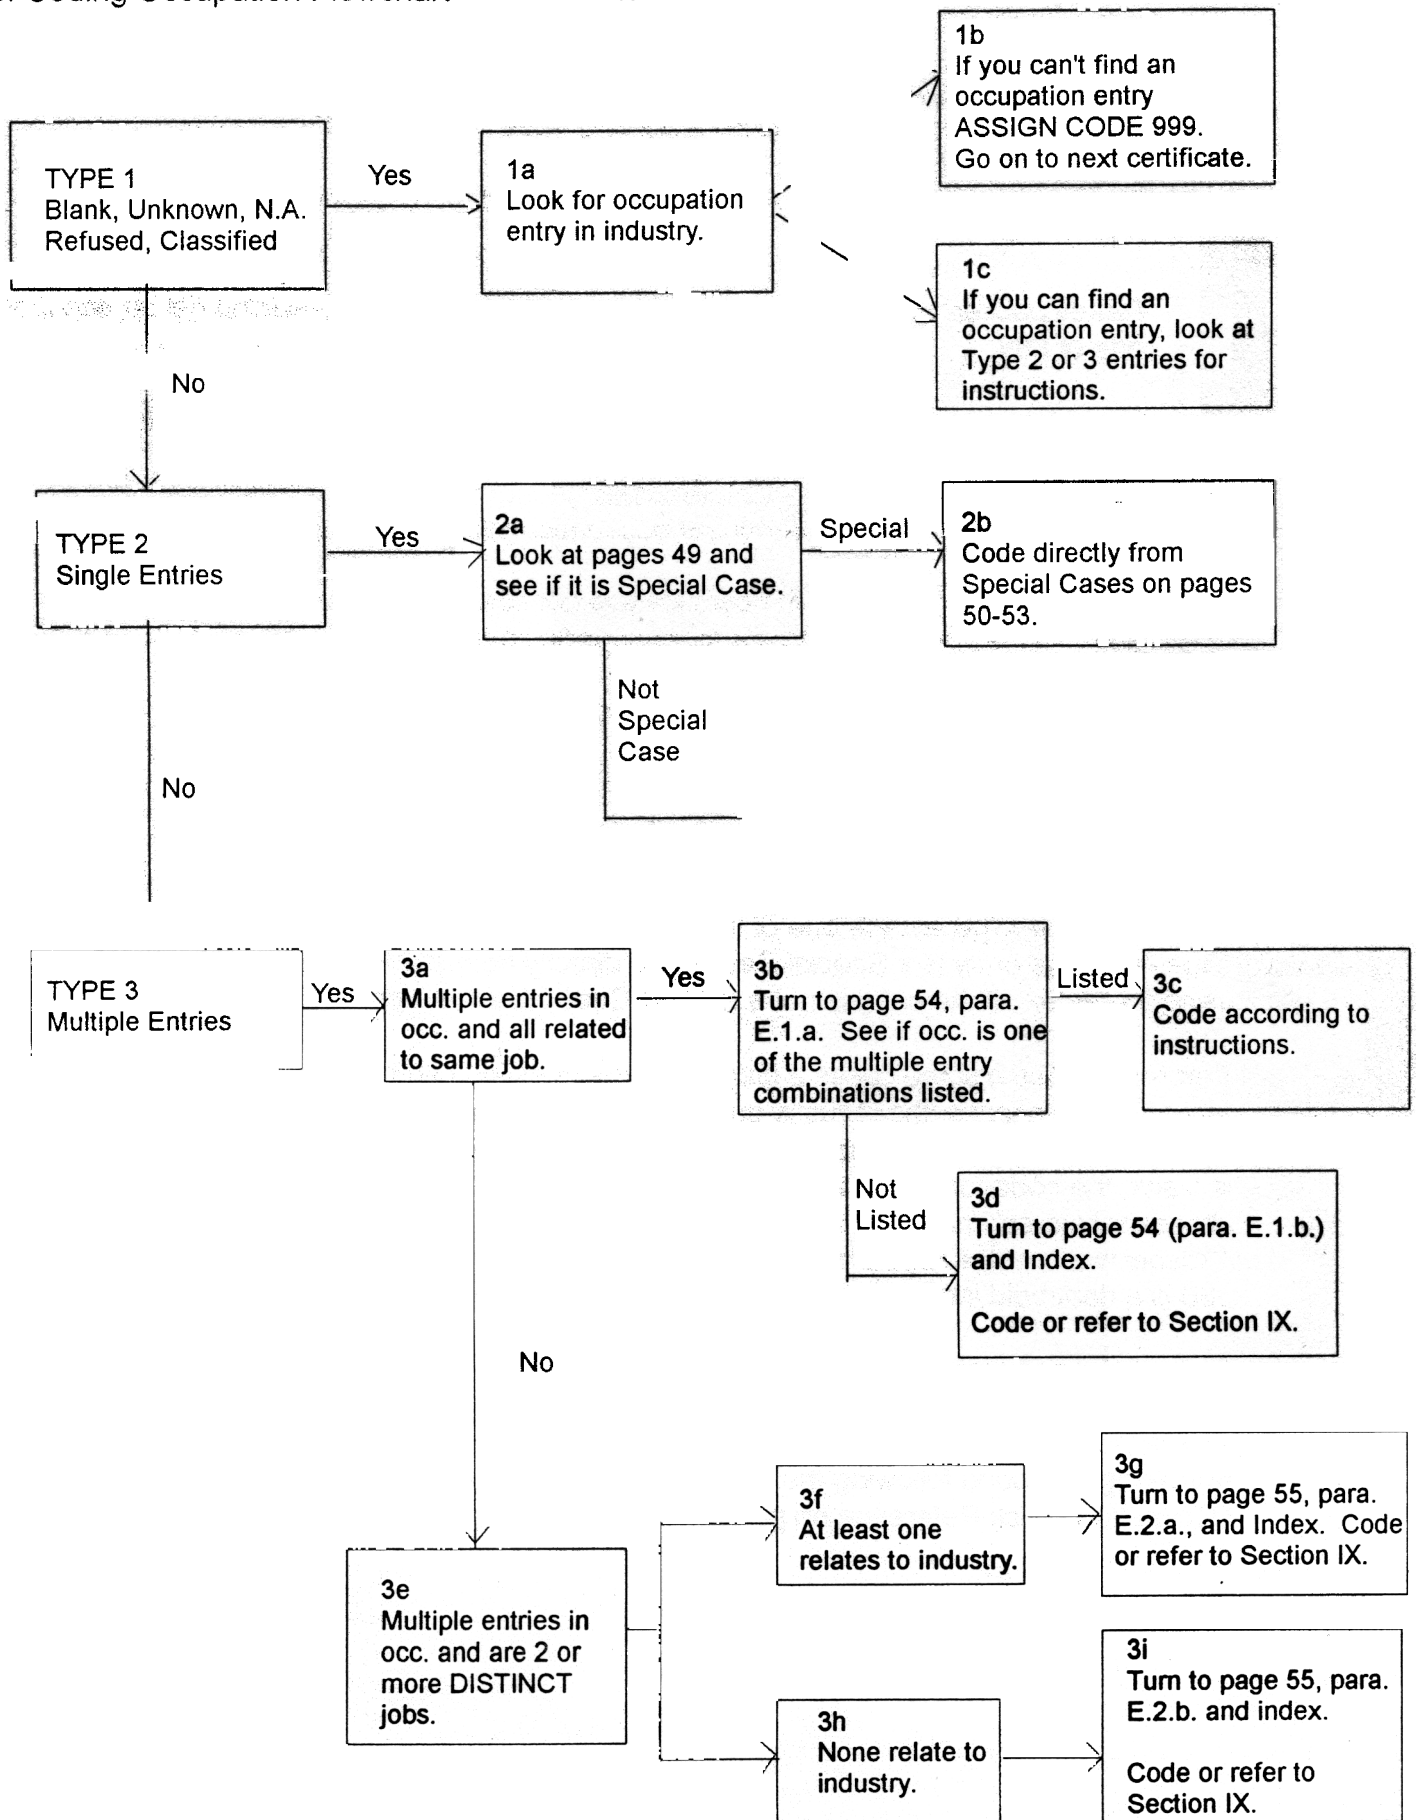 Coding Occupation Flowchart
1b
If you can't find an
occupation entry
ASSIGN CODE 999.
Go on to next certificate.
TYPE 1
Blank, Unknown, N.A.
Refused, Classified
Yes
1a
Look for occupation
entry in industry.
1c
If you can find an
occupation entry, look at
Type 2 or 3 entries for
instructions.
No
TYPE 2
Single Entries
Yes
2a
Look at pages 49 and
see if it is Special Case.
Special
2b
Code directly from
Special Cases on pages
50-53.
Not
Special
Case
No
TYPE 3
Multiple Entries
Yes
3a
Multiple entries in
occ. and all related
to same job.
Yes
3b
Turn to page 54, para.
E.1.a. See if occ. is one
of the multiple entry
combinations listed.
Listed
3c
Code according to
instructions.
Not
Listed
3d
Turn to page 54 (para. E.1.b.)
and Index.
Code or refer to Section IX.
No
3e
Multiple entries in
occ. and are 2 or
more DISTINCT
jobs.
3f
At least one
relates to industry.
3g
Turn to page 55, para.
E.2.a., and Index. Code
or refer to Section IX.
3h
None relate to
industry.
3i
Turn to page 55, para.
E.2.b. and index.
Code or refer to
Section IX.